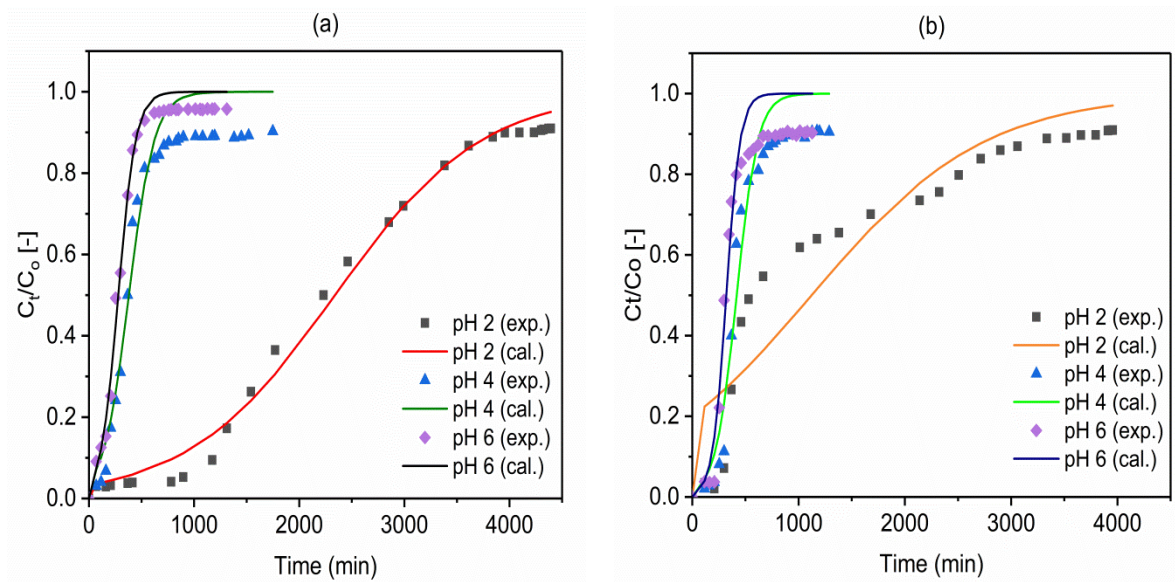 (a)
C_t/C_o [-]
1.0
0.8
0.6
0.4
0.2
0.0
pH 2 (exp.)
pH 2 (cal.)
pH 4 (exp.)
pH 4 (cal.)
pH 6 (exp.)
pH 6 (cal.)
0 1000 2000 3000 4000
Time (min)
(b)
Ct/Co [-]
1.0
0.8
0.6
0.4
0.2
0.0
pH 2 (exp.)
pH 2 (cal.)
pH 4 (exp.)
pH 4 (cal.)
pH 6 (exp.)
pH 6 (cal.)
0 1000 2000 3000 4000
Time (min)